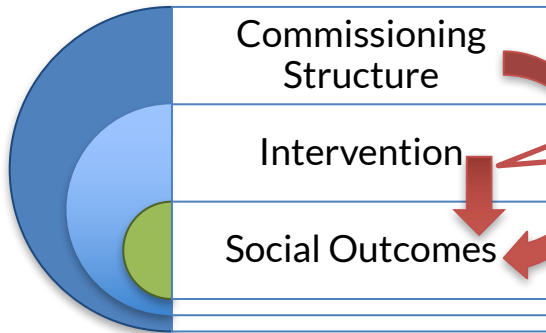 Commissioning
Structure
Intervention
Social Outcomes